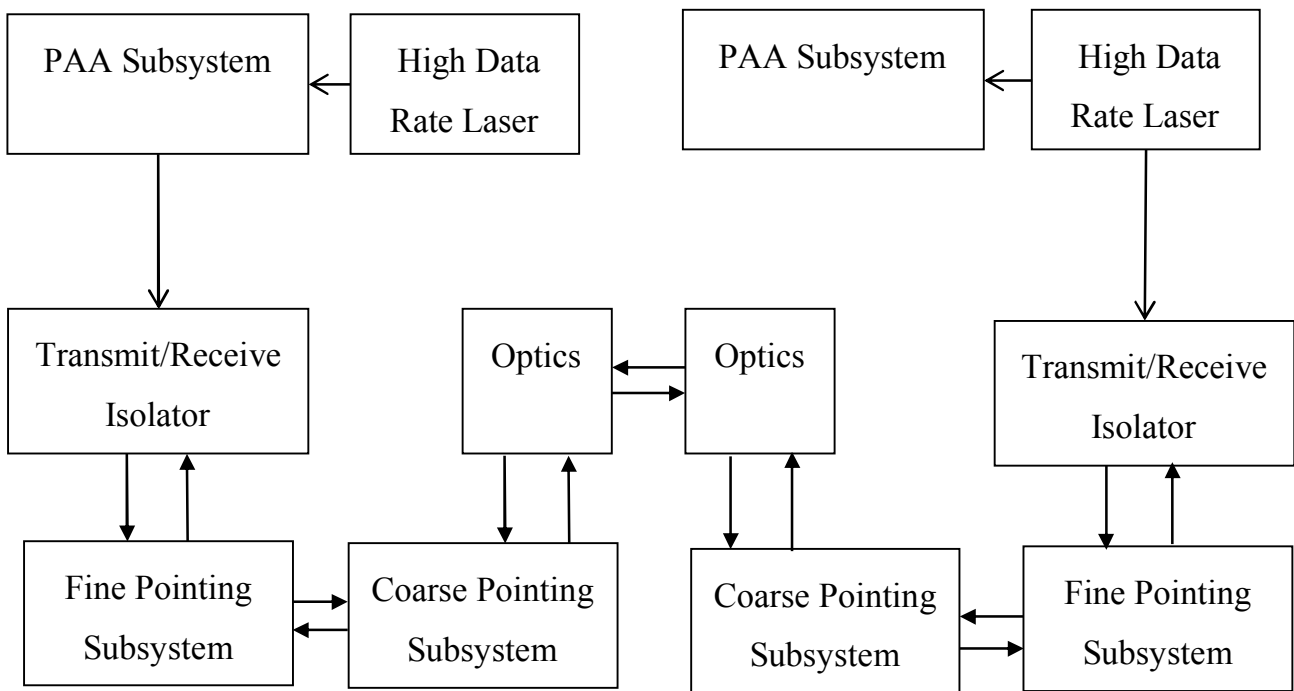 PAA Subsystem
High Data
Rate Laser
PAA Subsystem
High Data
Rate Laser
Transmit/Receive
Isolator
Optics
Optics
Transmit/Receive
Isolator
Fine Pointing
Subsystem
Coarse Pointing
Subsystem
Coarse Pointing
Subsystem
Fine Pointing
Subsystem